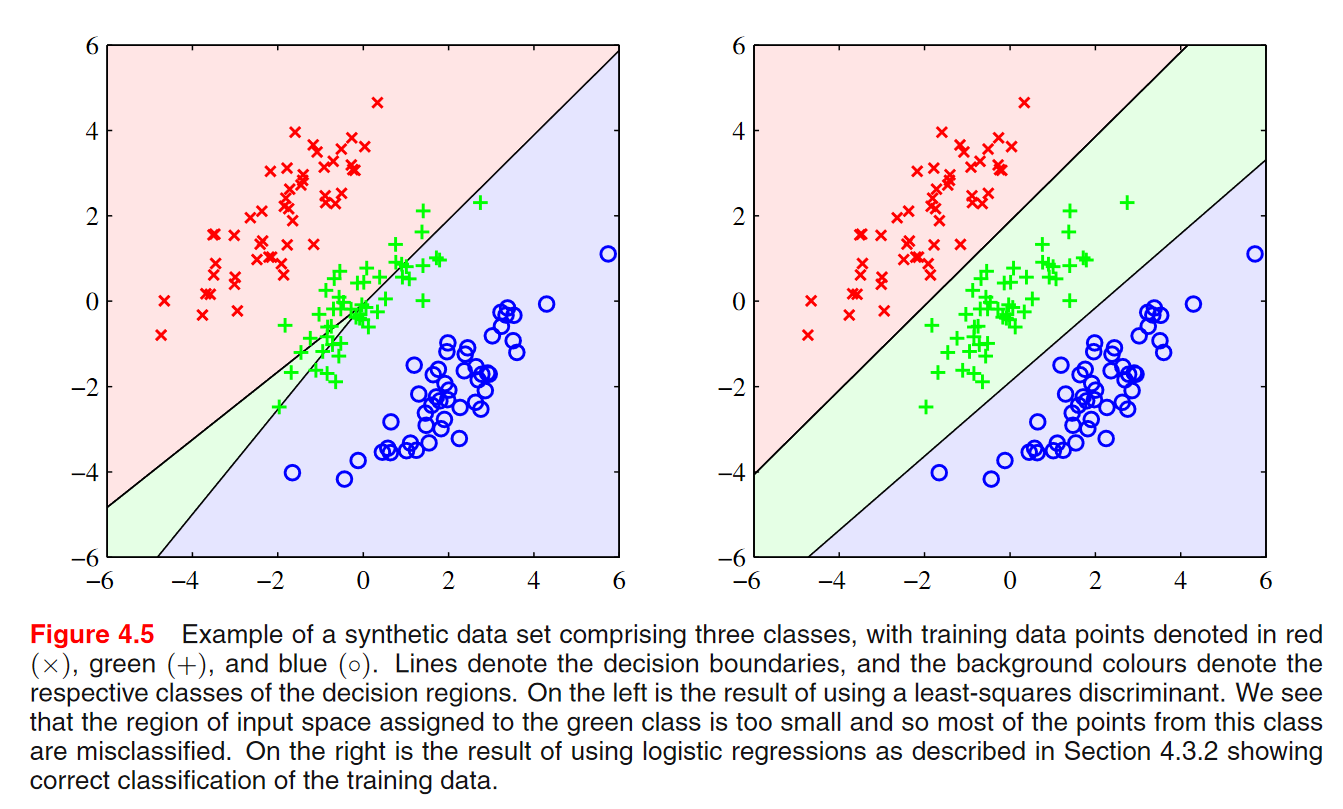 6
4
2
0
−2
−4
−6
−6 −4 −2 0 2 4 6
6
4
2
0
−2
−4
−6
−6 −4 −2 0 2 4 6
Figure 4.5 Example of a synthetic data set comprising three classes, with training data points denoted in red
(×), green (+), and blue (○). Lines denote the decision boundaries, and the background colours denote the
respective classes of the decision regions. On the left is the result of using a least-squares discriminant. We see
that the region of input space assigned to the green class is too small and so most of the points from this class
are misclassified. On the right is the result of using logistic regressions as described in Section 4.3.2 showing
correct classification of the training data.